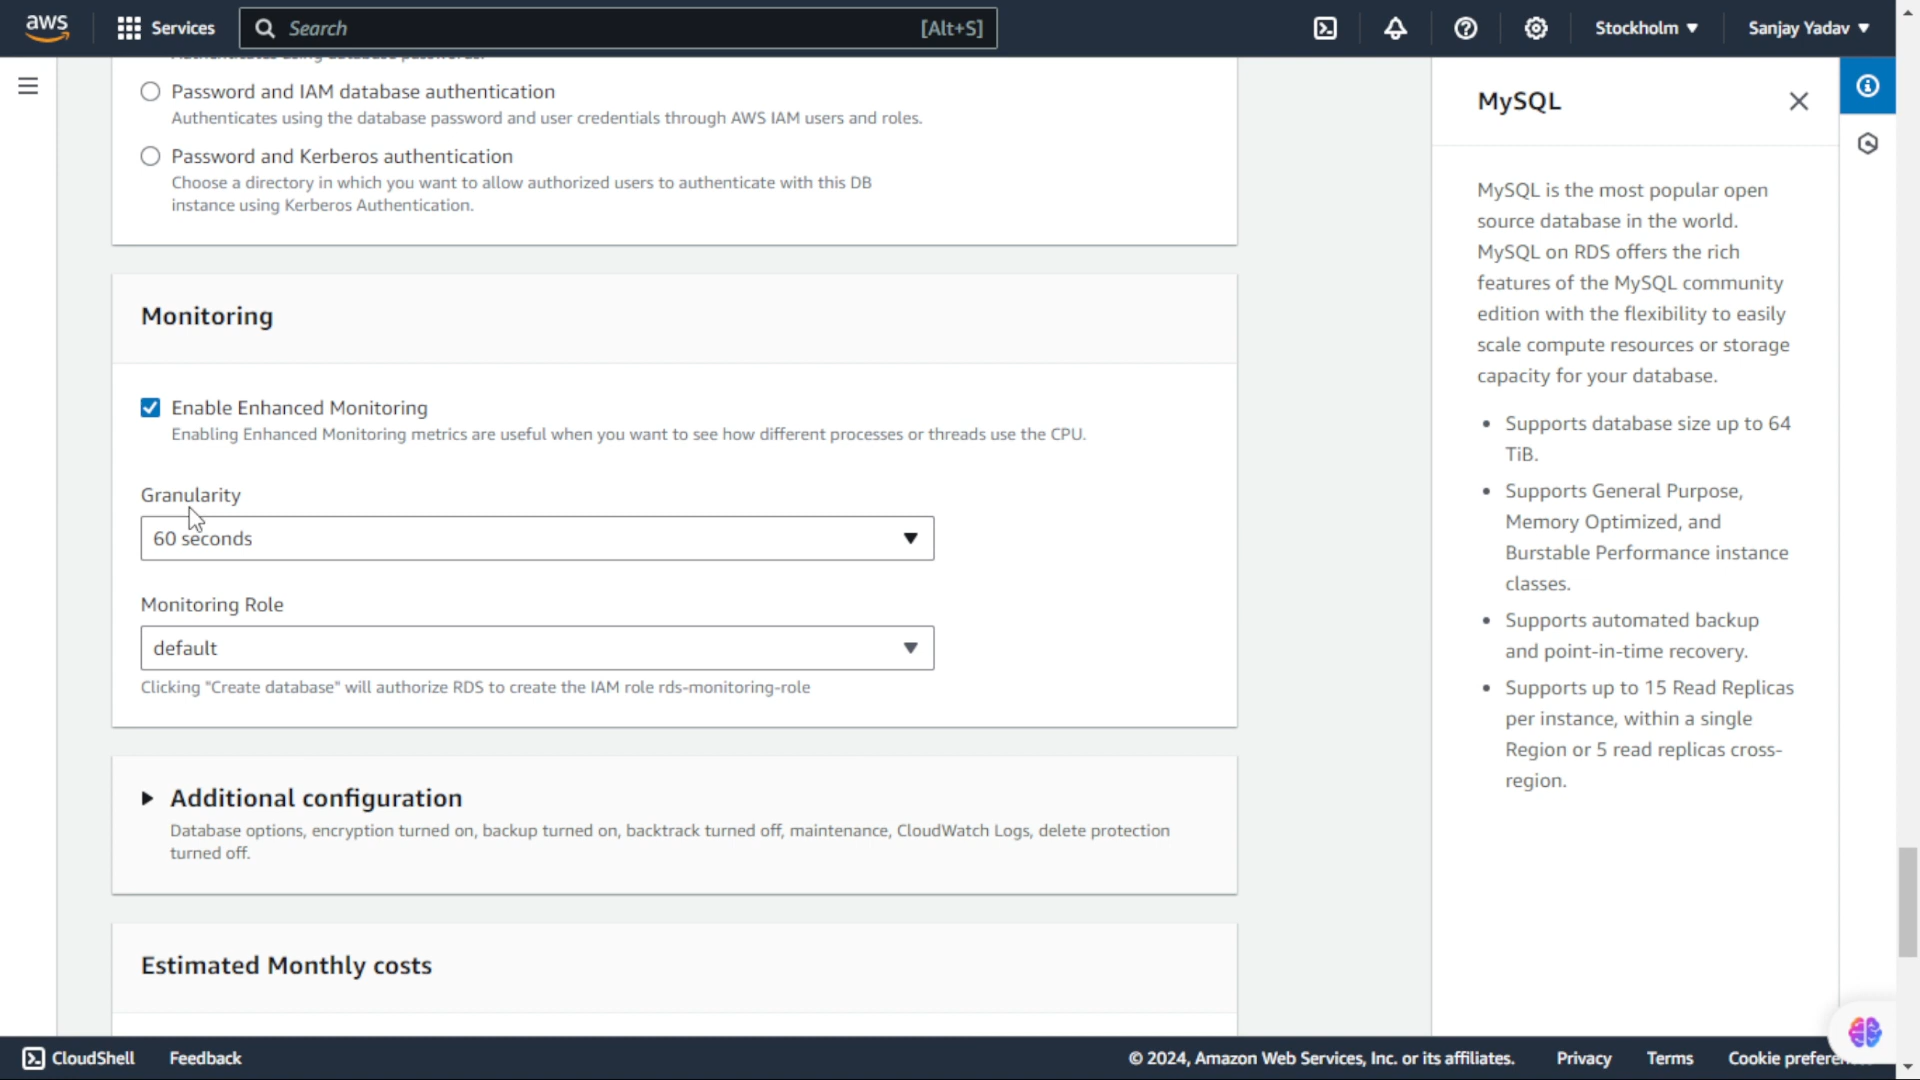 aws
Services
Search
[Alt+S]
Stockholm
Sanjay Yadav
Password and IAM database authentication
Authenticates using the database password and user credentials through AWS IAM users and roles.
Password and Kerberos authentication
Choose a directory in which you want to allow authorized users to authenticate with this DB
instance using Kerberos Authentication.
Monitoring
Enable Enhanced Monitoring
Enabling Enhanced Monitoring metrics are useful when you want to see how different processes or threads use the CPU.
Granularity
60 seconds
Monitoring Role
default
Clicking "Create database" will authorize RDS to create the IAM role rds-monitoring-role
Additional configuration
Database options, encryption turned on, backup turned on, backtrack turned off, maintenance, CloudWatch Logs, delete protection
turned off.
Estimated Monthly costs
MySQL
MySQL is the most popular open
source database in the world.
MySQL on RDS offers the rich
features of the MySQL community
edition with the flexibility to easily
scale compute resources or storage
capacity for your database.
• Supports database size up to 64
TiB.
• Supports General Purpose,
Memory Optimized, and
Burstable Performance instance
classes.
• Supports automated backup
and point-in-time recovery.
• Supports up to 15 Read Replicas
per instance, within a single
Region or 5 read replicas cross-
region.
CloudShell
Feedback
© 2024, Amazon Web Services, Inc. or its affiliates.
Privacy
Terms
Cookie